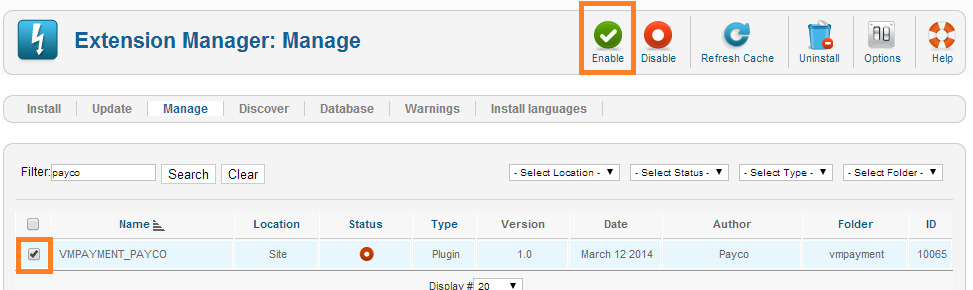 Extension Manager: Manage
Enable Disable Refresh Cache Uninstall Options Help
Install Update Manage Discover Database Warnings Install languages
Filter: payco Search Clear - Select Location - - Select Status - - Select Type - - Select Folder -
Name Location Status Type Version Date Author Folder ID
VMPAYMENT_PAYCO Site Plugin 1.0 March 12 2014 Payco vmpayment 10065
Display # 20